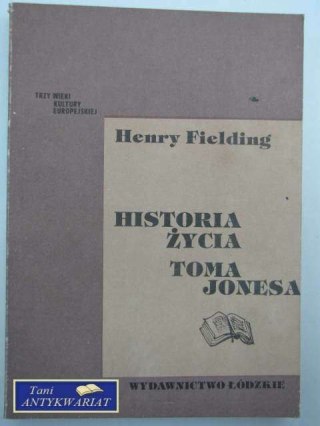 TRZY WIEKI
KULTURY
EUROPEJSKIEJ
Henry Fielding
HISTORIA
ŻYCIA
TOMA
JONESA
WYDAWNICTWO ŁÓDZKIE
Tani
ANTYKWARIAT